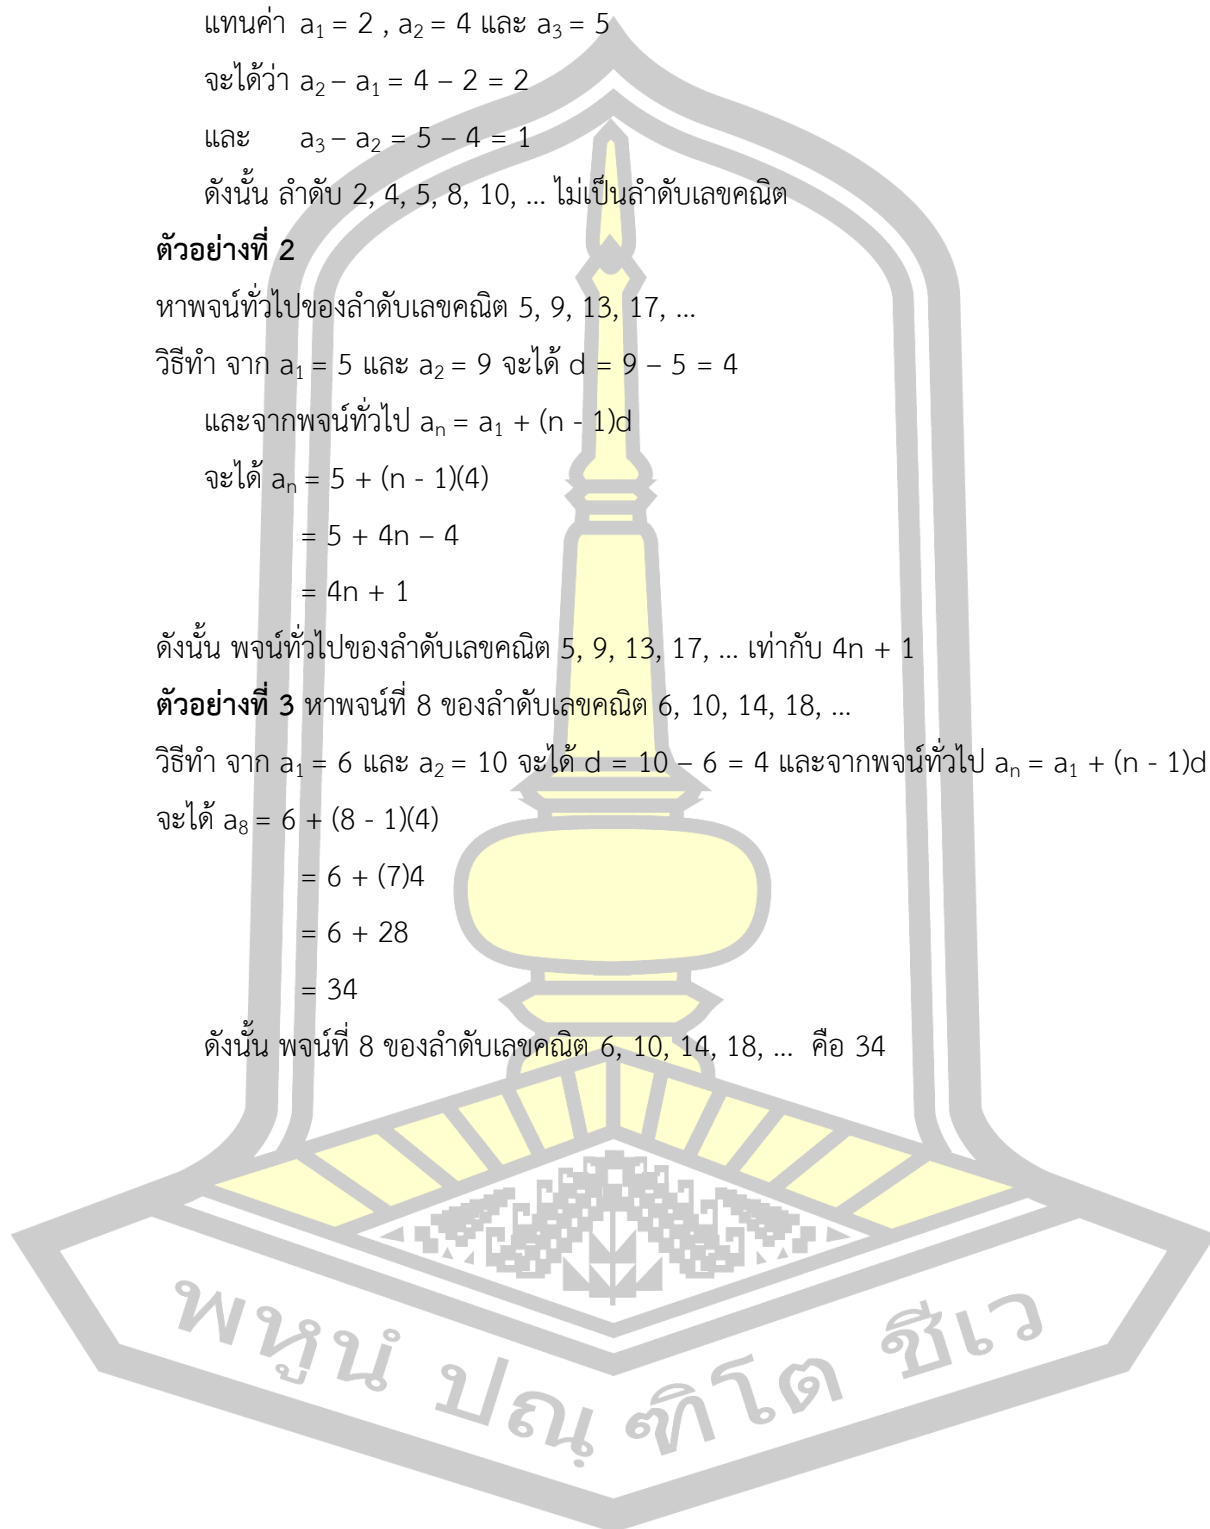 แทนค่า a₁ = 2 , a₂ = 4 และ a₃ = 5
จะได้ว่า a₂ – a₁ = 4 – 2 = 2
และ a₃ – a₂ = 5 – 4 = 1
ดังนั้น ลำดับ 2, 4, 5, 8, 10, ... ไม่เป็นลำดับเลขคณิต
ตัวอย่างที่ 2
หาพจน์ทั่วไปของลำดับเลขคณิต 5, 9, 13, 17, ...
วิธีทำ จาก a₁ = 5 และ a₂ = 9 จะได้ d = 9 – 5 = 4
และจากพจน์ทั่วไป aₙ = a₁ + (n - 1)d
จะได้ aₙ = 5 + (n - 1)(4)
= 5 + 4n – 4
= 4n + 1
ดังนั้น พจน์ทั่วไปของลำดับเลขคณิต 5, 9, 13, 17, ... เท่ากับ 4n + 1
ตัวอย่างที่ 3 หาพจน์ที่ 8 ของลำดับเลขคณิต 6, 10, 14, 18, ...
วิธีทำ จาก a₁ = 6 และ a₂ = 10 จะได้ d = 10 – 6 = 4 และจากพจน์ทั่วไป aₙ = a₁ + (n - 1)d
จะได้ a₈ = 6 + (8 - 1)(4)
= 6 + (7)4
= 6 + 28
= 34
ดังนั้น พจน์ที่ 8 ของลำดับเลขคณิต 6, 10, 14, 18, ... คือ 34
พหูนํ ปณฺฑิโต ชีเว